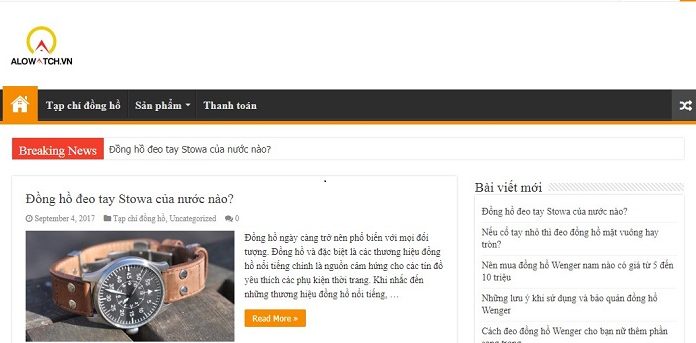 ALOWATCH.VN
Tạp chí đồng hồ
Sản phẩm
Thanh toán
Breaking News
Đồng hồ đeo tay Stowa của nước nào?
Đồng hồ đeo tay Stowa của nước nào?
September 4, 2017
Tạp chí đồng hồ, Uncategorized
0
Đồng hồ ngày càng trở nên phổ biến với mọi đối
tượng. Đồng hồ và đặc biệt là các thương hiệu đồng
hồ nổi tiếng chính là nguồn cảm hứng cho các tín đồ
yêu thích các phụ kiện thời trang. Khi nhắc đến
những thương hiệu đồng hồ nổi tiếng, …
Read More »
Bài viết mới
Đồng hồ đeo tay Stowa của nước nào?
Nếu cổ tay nhỏ thì đeo đồng hồ mặt vuông hay
tròn?
Nên mua đồng hồ Wenger nam nào có giá từ 5 đến
10 triệu
Những lưu ý khi sử dụng và bảo quản đồng hồ
Wenger
Cách đeo đồng hồ Wenger cho bạn nữ thêm phần
sang trọng